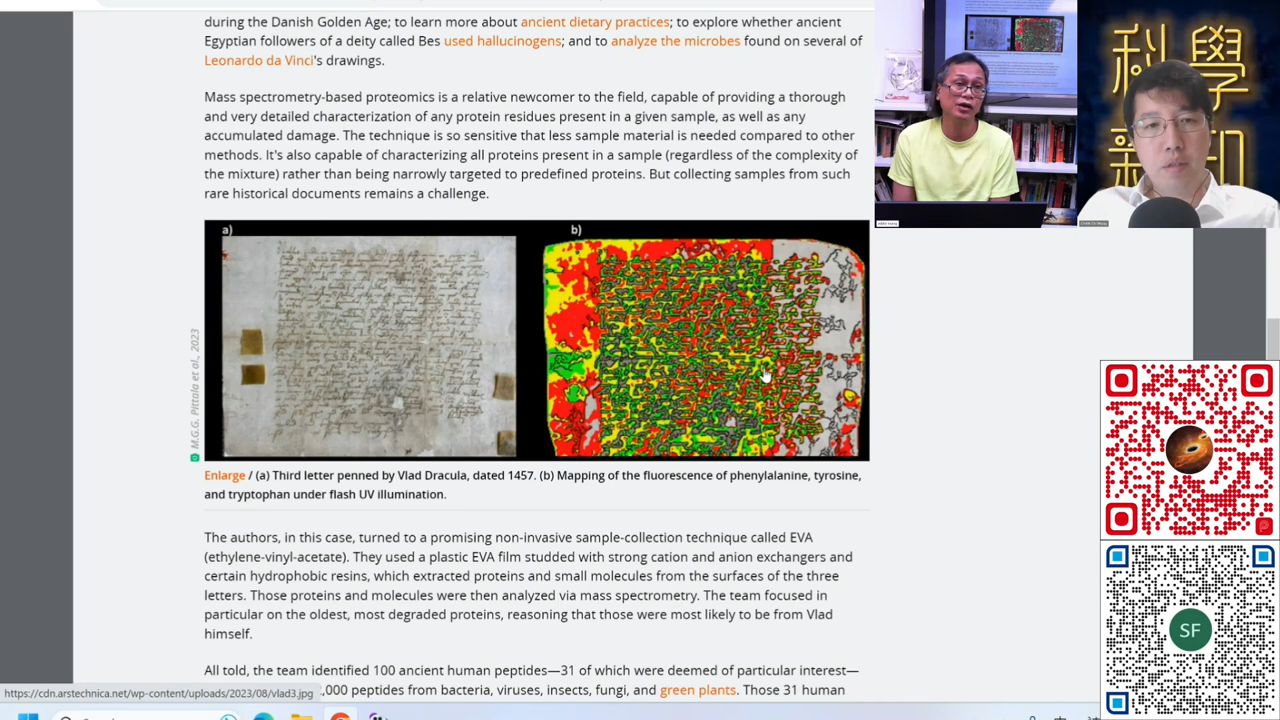 during the Danish Golden Age; to learn more about ancient dietary practices; to explore whether ancient
Egyptian followers of a deity called Bes used hallucinogens; and to analyze the microbes found on several of
Leonardo da Vinci's drawings.
Mass spectrometry-based proteomics is a relative newcomer to the field, capable of providing a thorough
and very detailed characterization of any protein residues present in a given sample, as well as any
accumulated damage. The technique is so sensitive that less sample material is needed compared to other
methods. It's also capable of characterizing all proteins present in a sample (regardless of the complexity of
the mixture) rather than being narrowly targeted to predefined proteins. But collecting samples from such
rare historical documents remains a challenge.
a)
b)
M.G.G. Pittala et al., 2023
Enlarge / (a) Third letter penned by Vlad Dracula, dated 1457. (b) Mapping of the fluorescence of phenylalanine, tyrosine,
and tryptophan under flash UV illumination.
The authors, in this case, turned to a promising non-invasive sample-collection technique called EVA
(ethylene-vinyl-acetate). They used an EVA film studded with strong cation and anion exchangers and
certain hydrophobic resins, which extracted proteins and small molecules from the surfaces of the three
letters. Those proteins and molecules were then analyzed via mass spectrometry. The team focused in
particular on the oldest, most degraded proteins, reasoning that those were most likely to be from Vlad
himself.
All told, the team identified 100 ancient human peptides—31 of which were deemed of particular interest—
,000 peptides from bacteria, viruses, insects, fungi, and green plants. Those 31 human
https://cdn.arstechnica.net/wp-content/uploads/2023/08/vlad3.jpg
科學
新知
SF